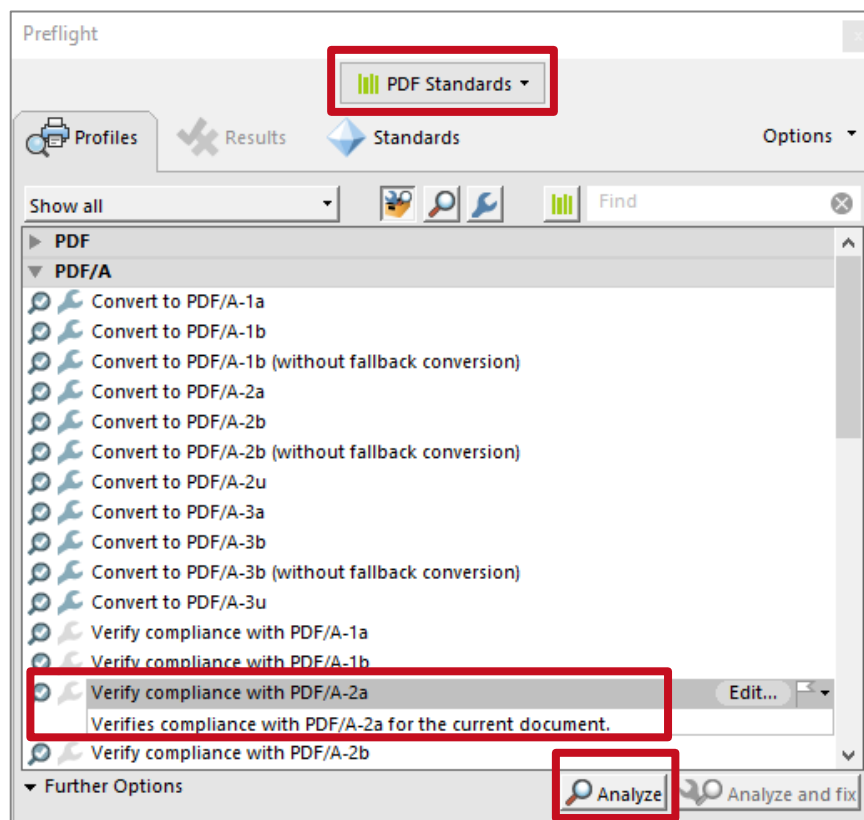 Preflight
PDF Standards
Profiles Results Standards Options
Show all Find
PDF
PDF/A
Convert to PDF/A-1a
Convert to PDF/A-1b
Convert to PDF/A-1b (without fallback conversion)
Convert to PDF/A-2a
Convert to PDF/A-2b
Convert to PDF/A-2b (without fallback conversion)
Convert to PDF/A-2u
Convert to PDF/A-3a
Convert to PDF/A-3b
Convert to PDF/A-3b (without fallback conversion)
Convert to PDF/A-3u
Verify compliance with PDF/A-1a
Verify compliance with PDF/A-1b
Verify compliance with PDF/A-2a Edit...
Verifies compliance with PDF/A-2a for the current document.
Verify compliance with PDF/A-2b
Further Options Analyze Analyze and fix